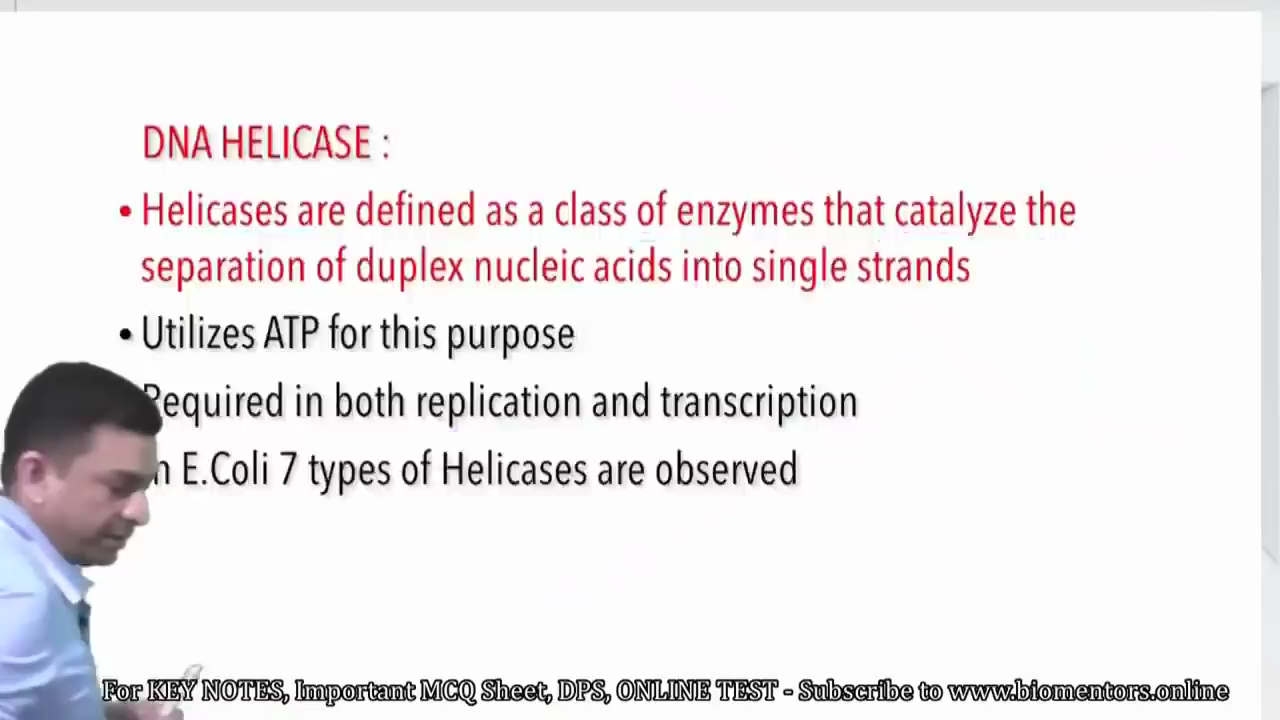 DNA HELICASE :
• Helicases are defined as a class of enzymes that catalyze the
separation of duplex nucleic acids into single strands
• Utilizes ATP for this purpose
Required in both replication and transcription
In E.Coli 7 types of Helicases are observed
For KEY NOTES, Important MCQ Sheet, DPS, ONLINE TEST - Subscribe to www.biomentors.online